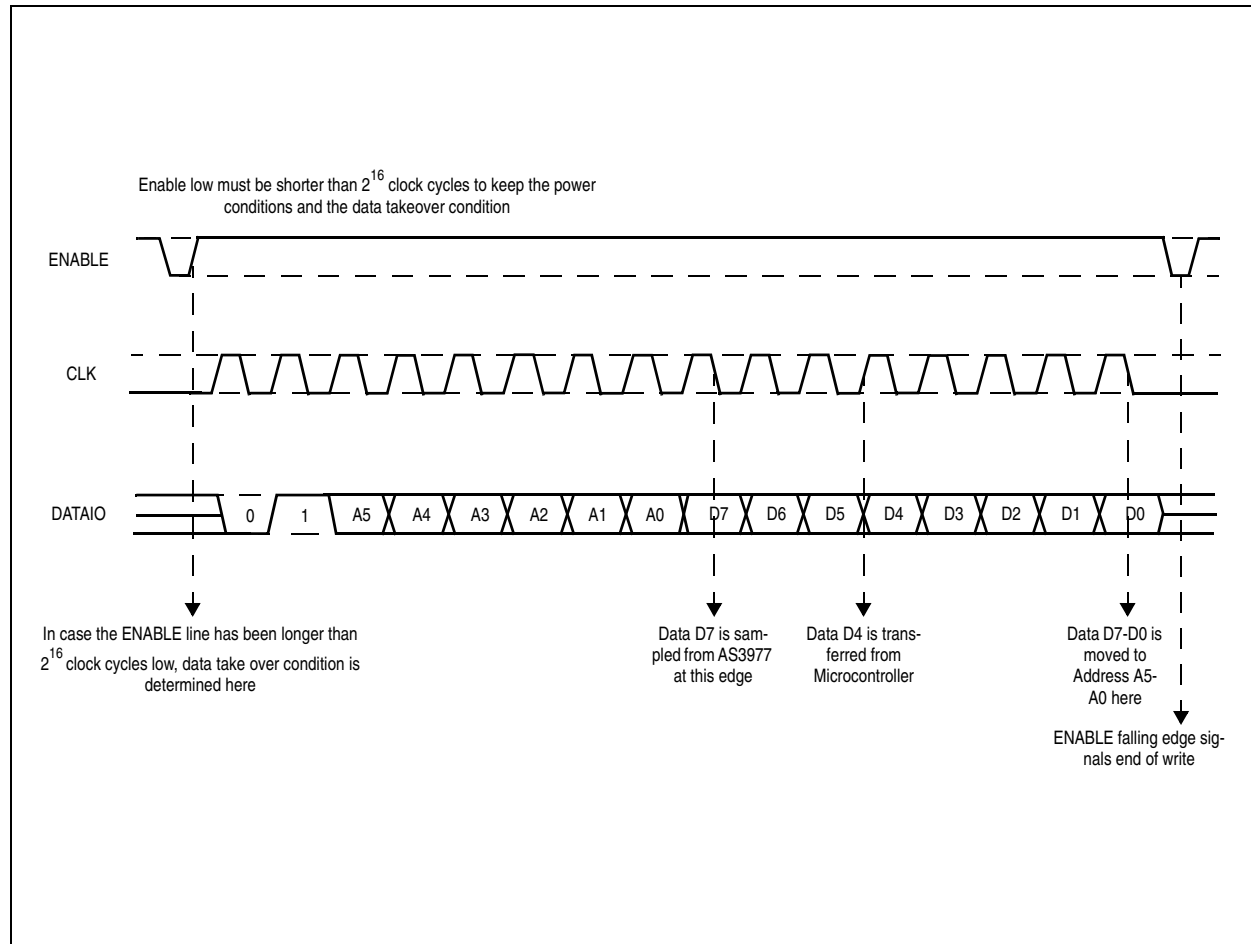 Enable low must be shorter than 2^16 clock cycles to keep the power
conditions and the data takeover condition
ENABLE
CLK
DATAIO
0 1 A5 A4 A3 A2 A1 A0 D7 D6 D5 D4 D3 D2 D1 D0
In case the ENABLE line has been longer than
2^16 clock cycles low, data take over condition is
determined here
Data D7 is sam-
pled from AS3977
at this edge
Data D4 is trans-
ferred from
Microcontroller
Data D7-D0 is
moved to
Address A5-
A0 here
ENABLE falling edge sig-
nals end of write